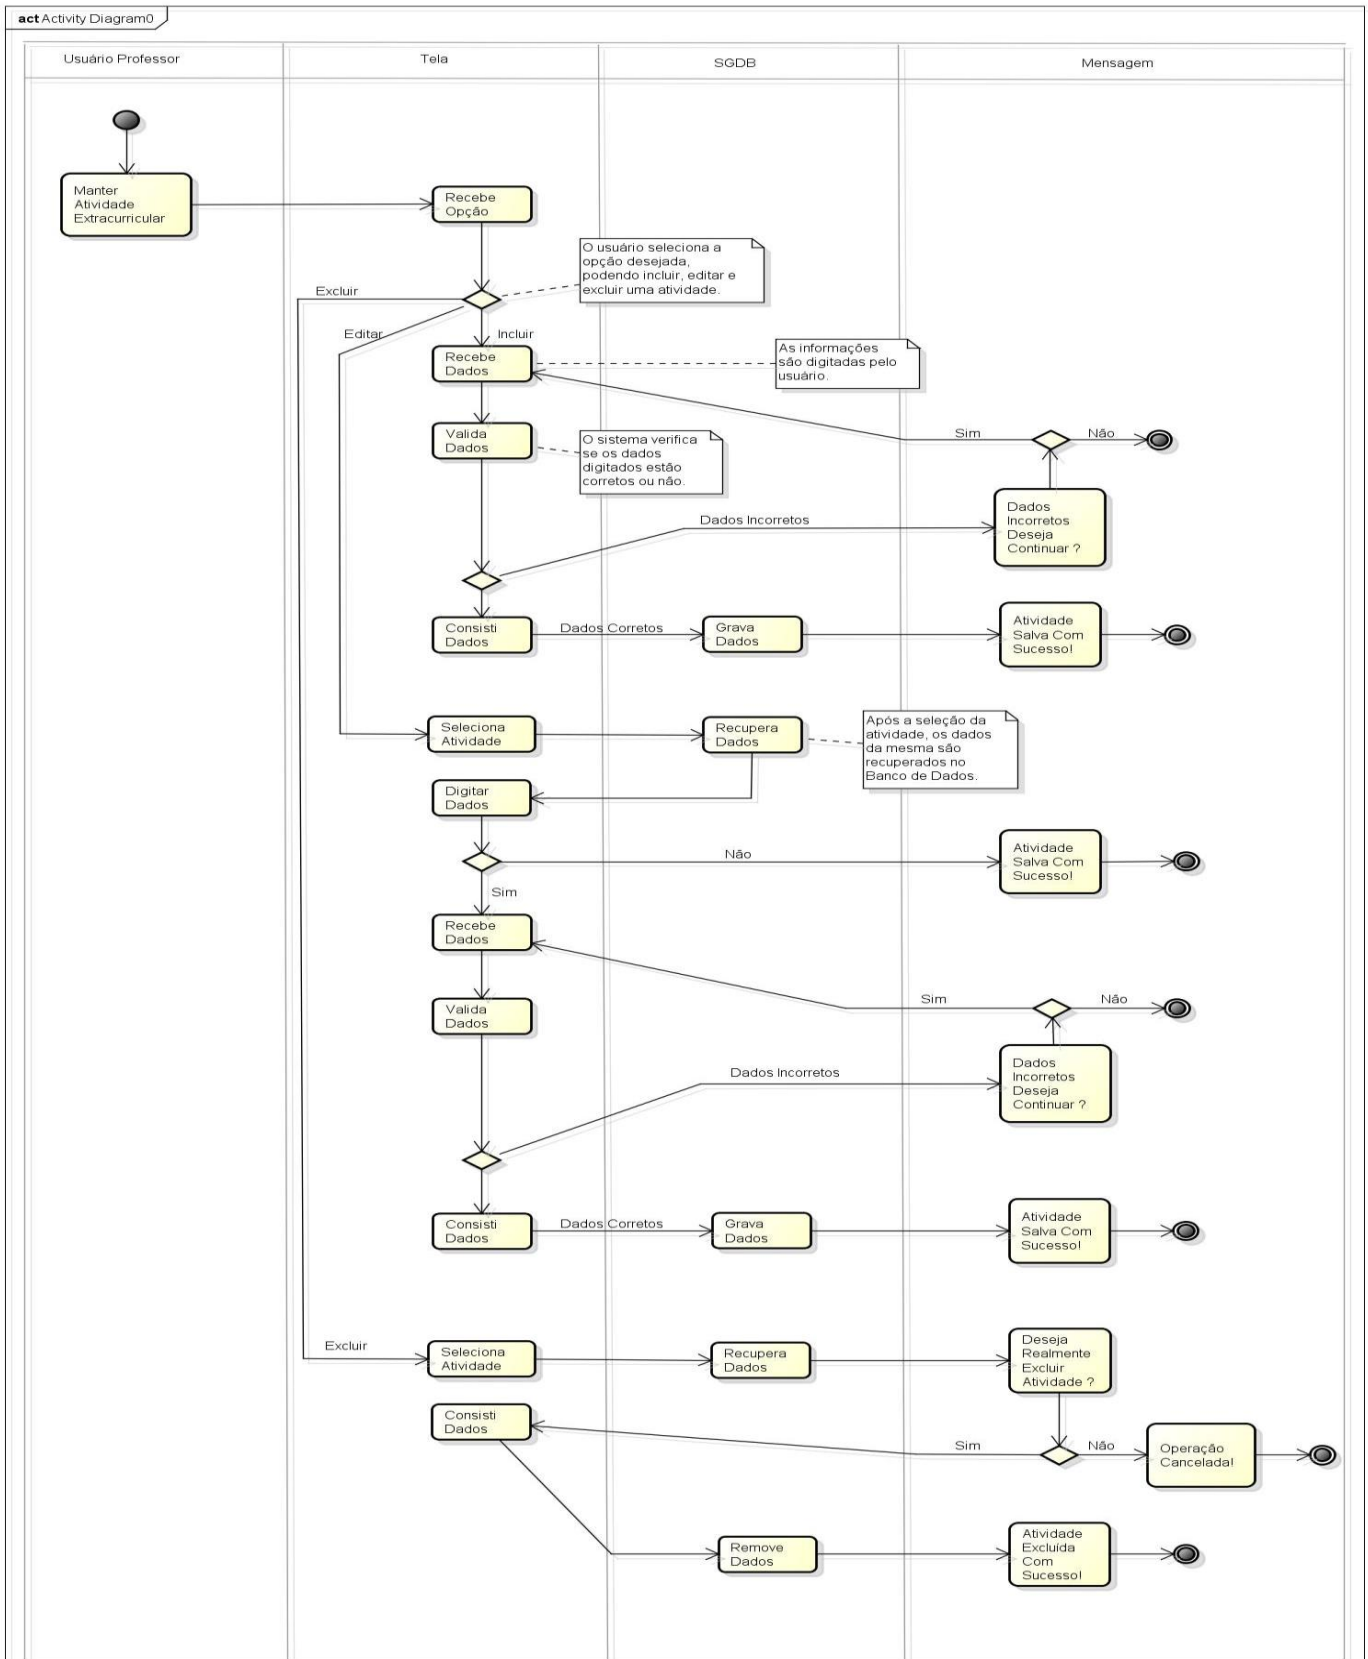 act Activity Diagram0
Usuário Professor
Tela
SGDB
Mensagem
Manter
Atividade
Extracurricular
Recebe
Opção
O usuário seleciona a
opção desejada,
podendo incluir, editar e
excluir uma atividade.
Excluir
Editar
Incluir
Recebe
Dados
As informações
são digitadas pelo
usuário.
Valida
Dados
O sistema verifica
se os dados
digitados estão
corretos ou não.
Sim
Não
Dados
Incorretos
Deseja
Continuar ?
Dados Incorretos
Consisti
Dados
Dados Corretos
Grava
Dados
Atividade
Salva Com
Sucesso!
Seleciona
Atividade
Recupera
Dados
Após a seleção da
atividade, os dados
da mesma são
recuperados no
Banco de Dados.
Digitar
Dados
Não
Atividade
Salva Com
Sucesso!
Sim
Recebe
Dados
Valida
Dados
Sim
Não
Dados
Incorretos
Deseja
Continuar ?
Dados Incorretos
Consisti
Dados
Dados Corretos
Grava
Dados
Atividade
Salva Com
Sucesso!
Excluir
Seleciona
Atividade
Recupera
Dados
Deseja
Realmente
Excluir
Atividade ?
Consisti
Dados
Sim
Não
Operação
Cancelada!
Remove
Dados
Atividade
Excluída
Com
Sucesso!